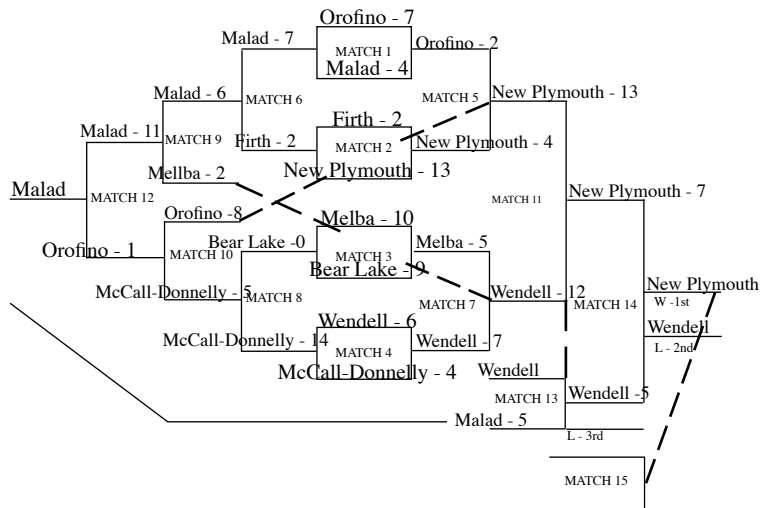 Orofino - 7
Malad - 7
MATCH 1
Orofino - 2
Malad - 4
Malad - 6
MATCH 6
MATCH 5
New Plymouth - 13
Malad - 11
MATCH 9
Firth - 2
Firth - 2
MATCH 2
New Plymouth - 4
Mellba - 2
New Plymouth - 13
Malad
MATCH 12
MATCH 11
New Plymouth - 7
Orofino -8
Melba - 10
Orofino - 1
MATCH 10
Bear Lake -0
MATCH 3
Melba - 5
Bear Lake - 9
McCall-Donnelly - 5
MATCH 8
MATCH 7
Wendell - 12
MATCH 14
New Plymouth
W -1st
Wendell - 6
Wendell
McCall-Donnelly - 14
MATCH 4
Wendell - 7
L - 2nd
McCall-Donnelly - 4
Wendell
MATCH 13
Wendell -5
Malad - 5
L - 3rd
MATCH 15